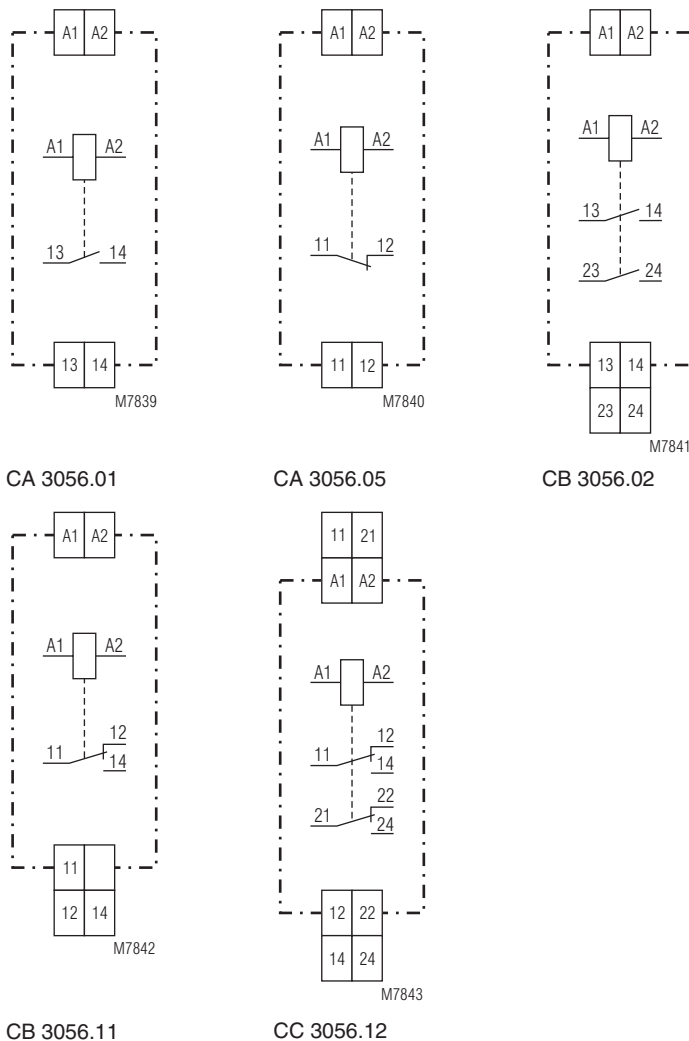 A1 A2
A1 A2
13 14
13 14
M7839
CA 3056.01
A1 A2
A1 A2
11 12
11 12
M7840
CA 3056.05
A1 A2
A1 A2
13 14
23 24
13 14
23 24
M7841
CB 3056.02
A1 A2
A1 A2
12
11
14
11
12 14
M7842
CB 3056.11
11 21
A1 A2
A1 A2
12
11
14
22
21
24
12 22
14 24
M7843
CC 3056.12